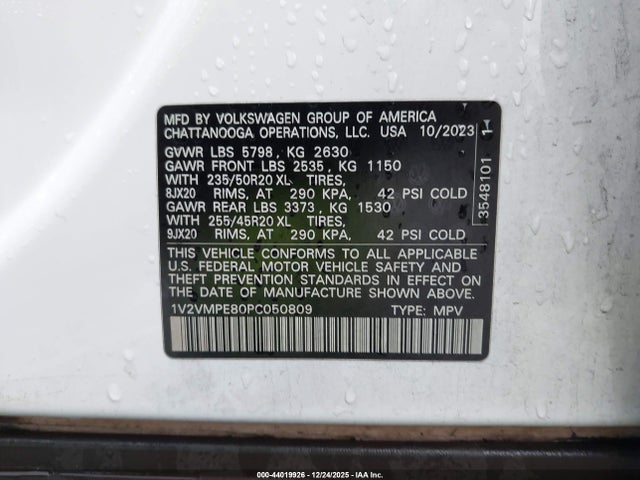 MFD BY VOLKSWAGEN GROUP OF AMERICA
CHATTANOOGA OPERATIONS, LLC. USA 10/2023
GVWR LBS 5798, KG 2630
GAWR FRONT LBS 2535, KG 1150
WITH 235/50R20 XL TIRES,
8JX20 RIMS, AT 290 KPA, 42 PSI COLD
GAWR REAR LBS 3373, KG 1530
WITH 255/45R20 XL TIRES,
9JX20 RIMS, AT 290 KPA, 42 PSI COLD
THIS VEHICLE CONFORMS TO ALL APPLICABLE
U.S. FEDERAL MOTOR VEHICLE SAFETY AND
THEFT PREVENTION STANDARDS IN EFFECT ON
THE DATE OF MANUFACTURE SHOWN ABOVE.
1V2VMPE80PC050809 TYPE: MPV
3548101 1
000-44019926 • 12/24/2025 • IAA Inc.